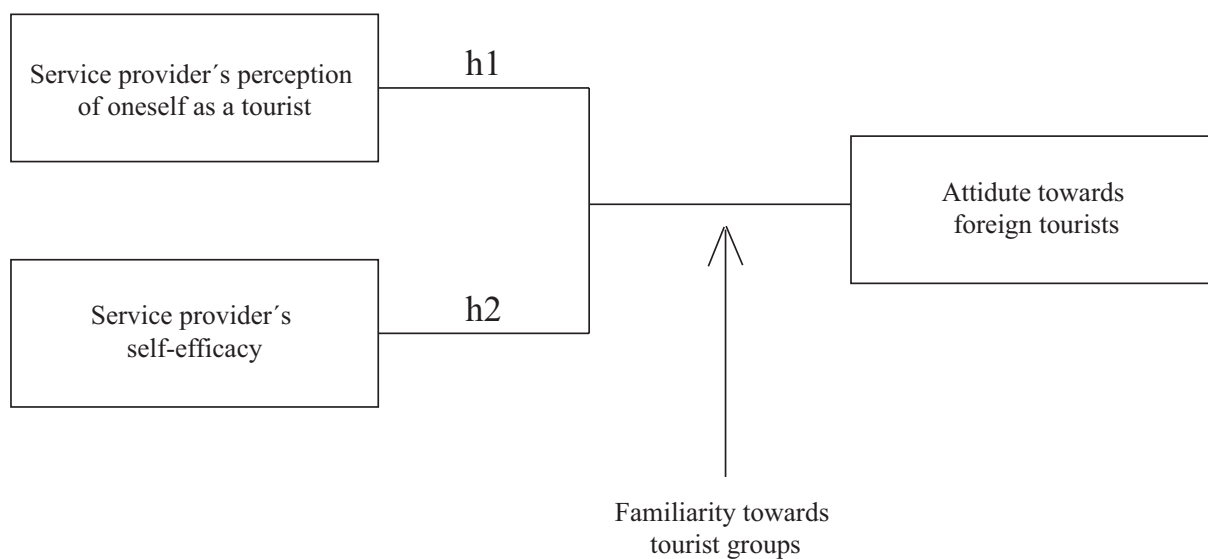 Service provider´s perception
of oneself as a tourist
h1
Attidute towards
foreign tourists
Service provider´s
self-efficacy
h2
Familiarity towards
tourist groups